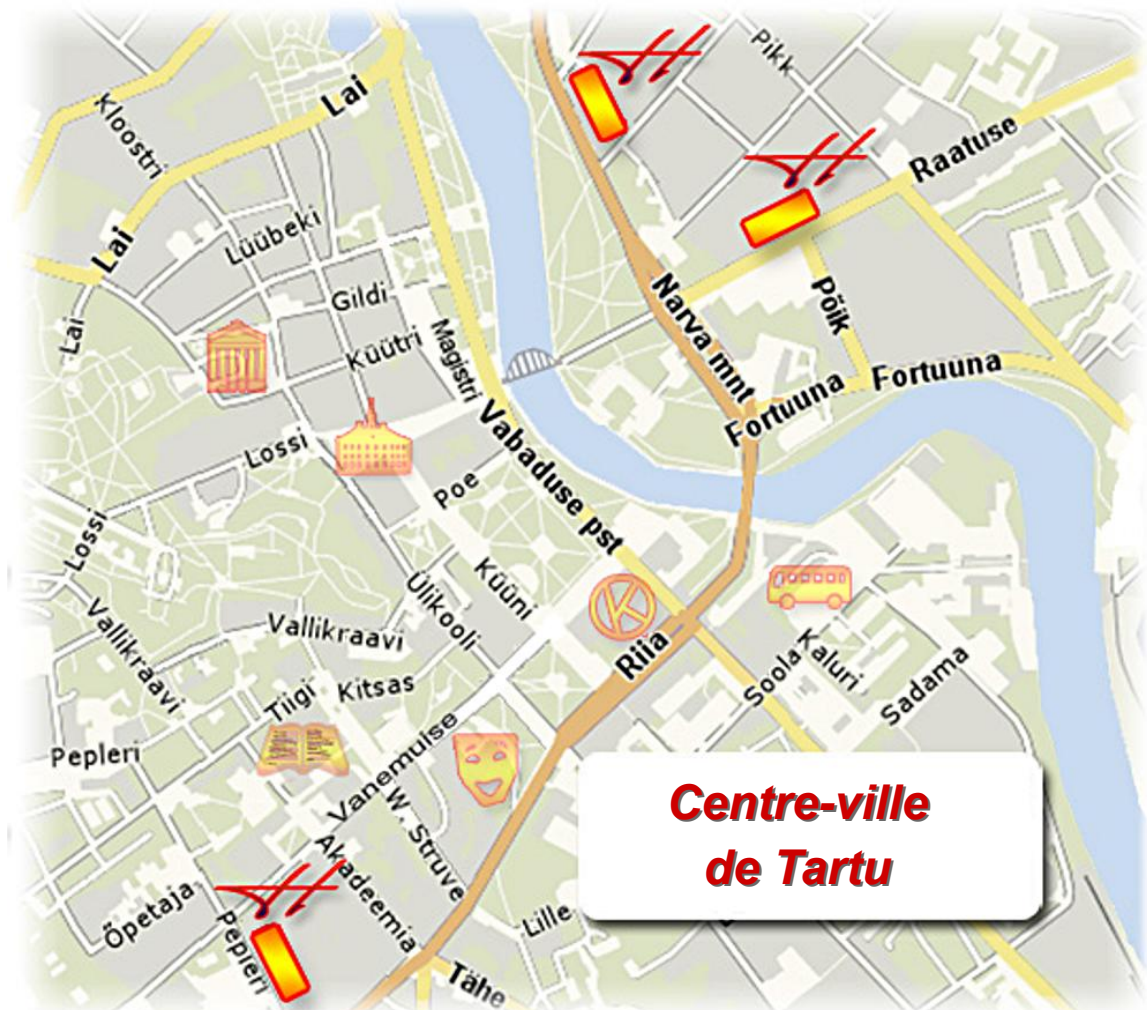 Pikk
Kloostri
Lai
Raatuse
Lai
Lüübeki
Gildi
Narva mnt
Põik
Lai
Küütri
Magistri
Fortuuna
Fortuuna
Vabaduse pst
Lossi
Poe
Lossi
Küüni
Ülikooli
K
Vallikraavi
Vallikraavi
Riia
Soola
Kaluri
Sadama
Tiigi
Kitsas
Pepleri
Vanemuise
W. Struve
Centre-ville
de Tartu
Akadeemia
Õpetaja
Pepleri
Lille
Tähe